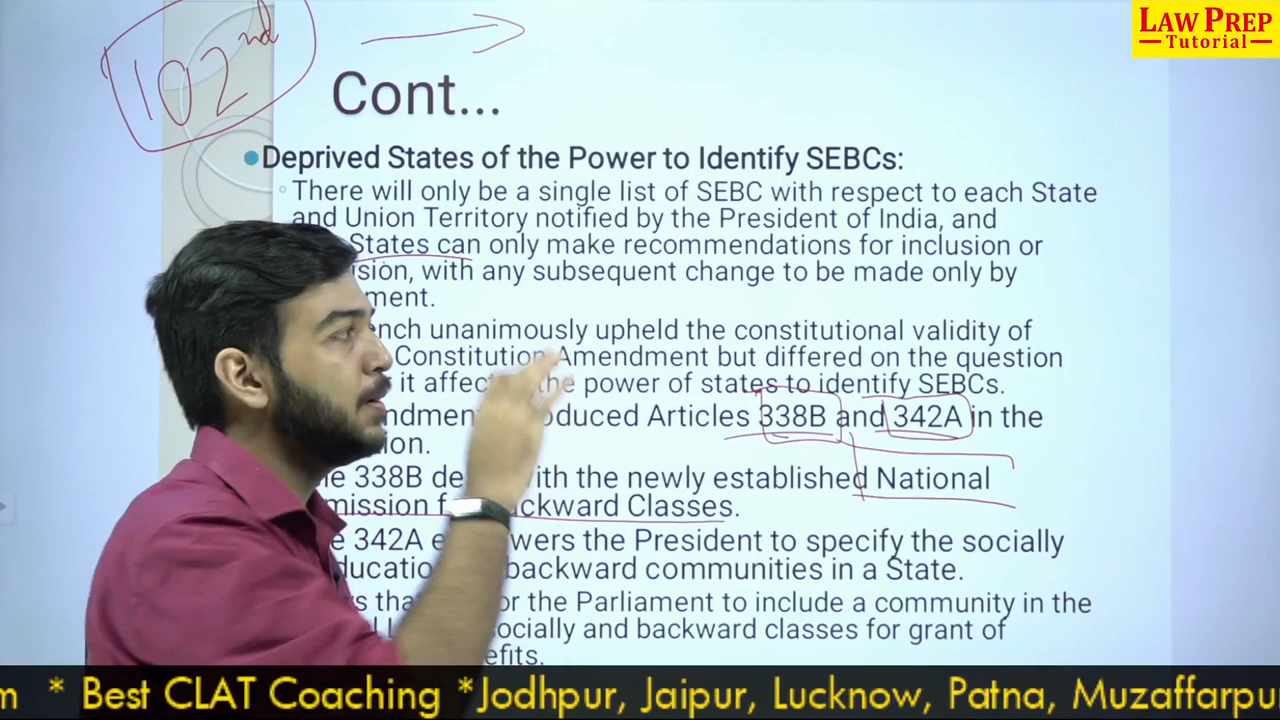 102nd
LAW PREP
Tutorial
Cont...
Deprived States of the Power to Identify SEBCs:
There will only be a single list of SEBC with respect to each State
and Union Territory notified by the President of India, and
States can only make recommendations for inclusion or
sion, with any subsequent change to be made only by
ment.
nch unanimously upheld the constitutional validity of
Constitution Amendment but differed on the question
it affec the power of states to identify SEBCs.
ndmen oduced Articles 338B and 342A in the
ion.
e 338B de ith the newly established National
mission f ckward Classes.
e 342A e wers the President to specify the socially
ducatio backward communities in a State.
s tha or the Parliament to include a community in the
l L ocially and backward classes for grant of
efits.
m * Best CLAT Coaching *Jodhpur, Jaipur, Lucknow, Patna, Muzaffarpu